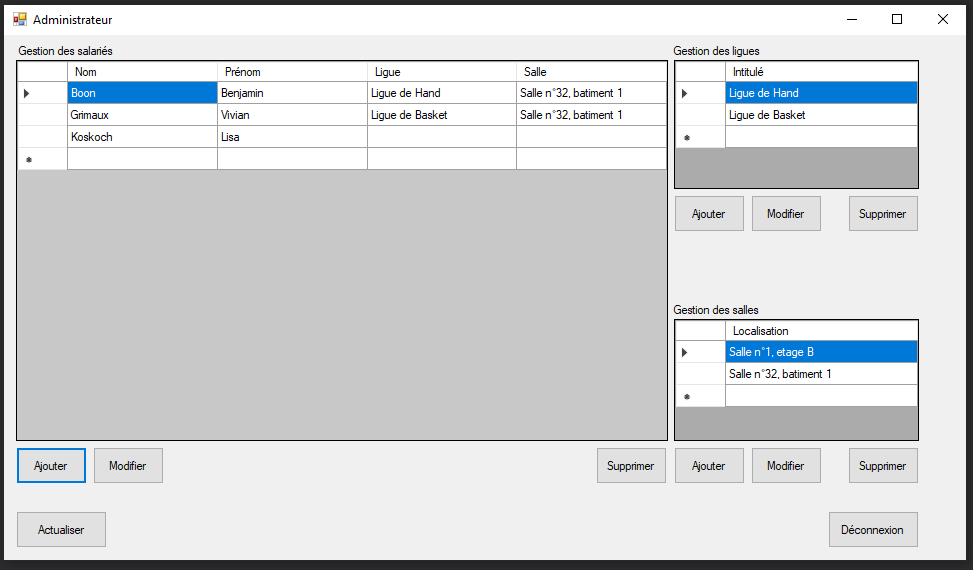 Administrateur
Gestion des salariés
Nom Prénom Ligue Salle
Boon Benjamin Ligue de Hand Salle n°32, batiment 1
Grimaux Vivian Ligue de Basket Salle n°32, batiment 1
Koskoch Lisa
Ajouter Modifier Supprimer
Actualiser
Gestion des ligues
Intitulé
Ligue de Hand
Ligue de Basket
Ajouter Modifier Supprimer
Gestion des salles
Localisation
Salle n°1, etage B
Salle n°32, batiment 1
Ajouter Modifier Supprimer
Déconnexion